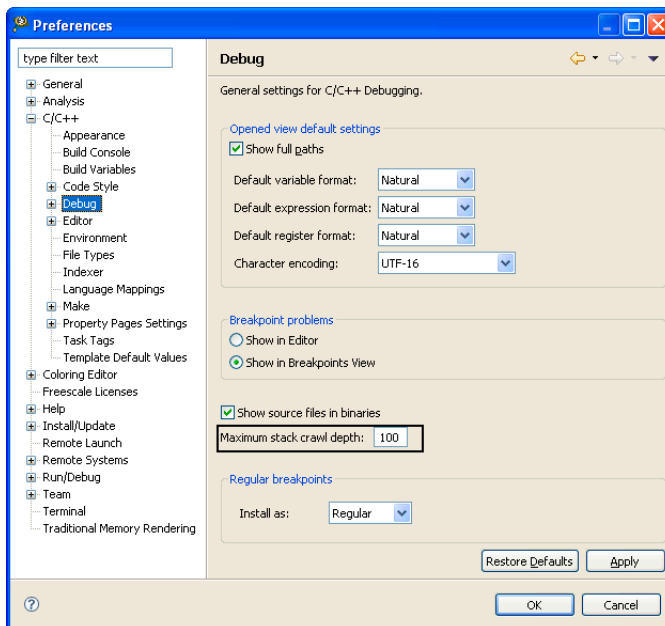 Preferences
type filter text
General
Analysis
C/C++
Appearance
Build Console
Build Variables
Code Style
Debug
Editor
Environment
File Types
Indexer
Language Mappings
Make
Property Pages Settings
Task Tags
Template Default Values
Coloring Editor
Freescale Licenses
Help
Install/Update
Remote Launch
Remote Systems
Run/Debug
Team
Terminal
Traditional Memory Rendering
Debug
General settings for C/C++ Debugging.
Opened view default settings
Show full paths
Default variable format: Natural
Default expression format: Natural
Default register format: Natural
Character encoding: UTF-16
Breakpoint problems
Show in Editor
Show in Breakpoints View
Show source files in binaries
Maximum stack crawl depth: 100
Regular breakpoints
Install as: Regular
Restore Defaults Apply
? OK Cancel